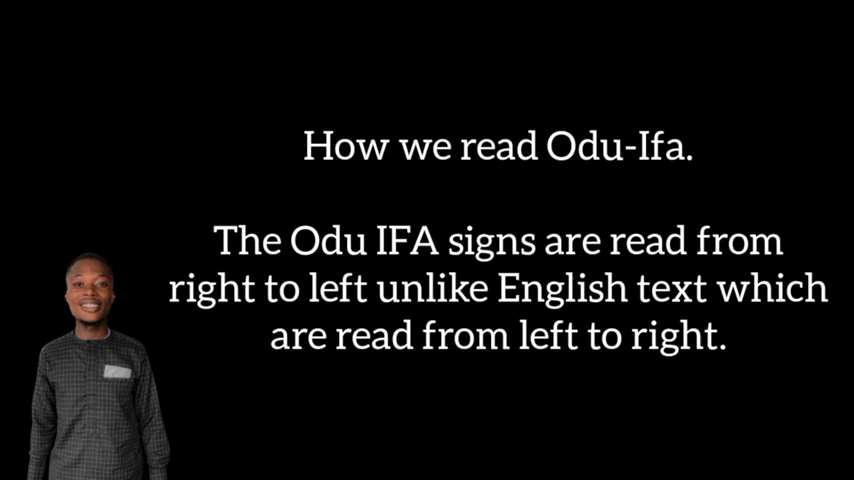 How we read Odu-Ifa.
The Odu IFA signs are read from
right to left unlike English text which
are read from left to right.